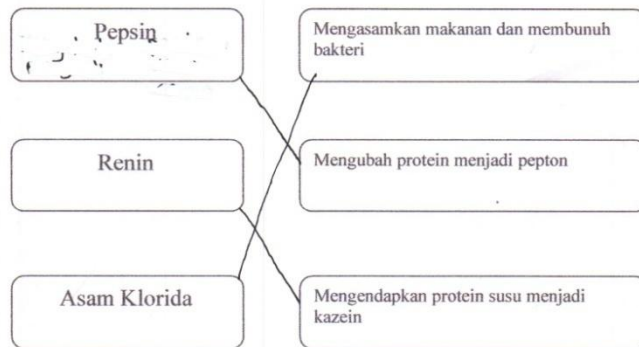 Pepsin
Mengasamkan makanan dan membunuh
bakteri
Renin
Mengubah protein menjadi pepton
Asam Klorida
Mengendapkan protein susu menjadi
kazein